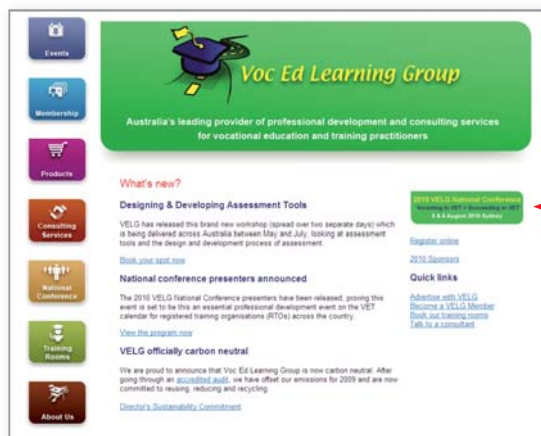 Events
Membership
Products
Consulting
Services
National
Conference
Training
Rooms
About Us
Voc Ed Learning Group
Australia's leading provider of professional development and consulting services
for vocational education and training practitioners
What's new?
Designing & Developing Assessment Tools
VELG has released this brand new workshop (spread over two separate days) which
is being delivered across Australia between May and July, looking at assessment
tools and the design and development process of assessment.
Book your spot now
National conference presenters announced
The 2010 VELG National Conference presenters have been released, proving this
event is set to be this an essential professional development event on the VET
calendar for registered training organisations (RTOs) across the country.
View the program now
VELG officially carbon neutral
We are proud to announce that Voc Ed Learning Group is now carbon neutral. After
going through an accredited audit, we have offset our emissions for 2009 and are now
committed to reusing, reducing and recycling.
Director's Sustainability Commitment
2010 VELG National Conference
Investing in VET = Succeeding in VET
5 & 6 August 2010 Sydney
Register online
2010 Sponsors
Quick links
Advertise with VELG
Become a VELG Member
Book our training rooms
Talk to a consultant